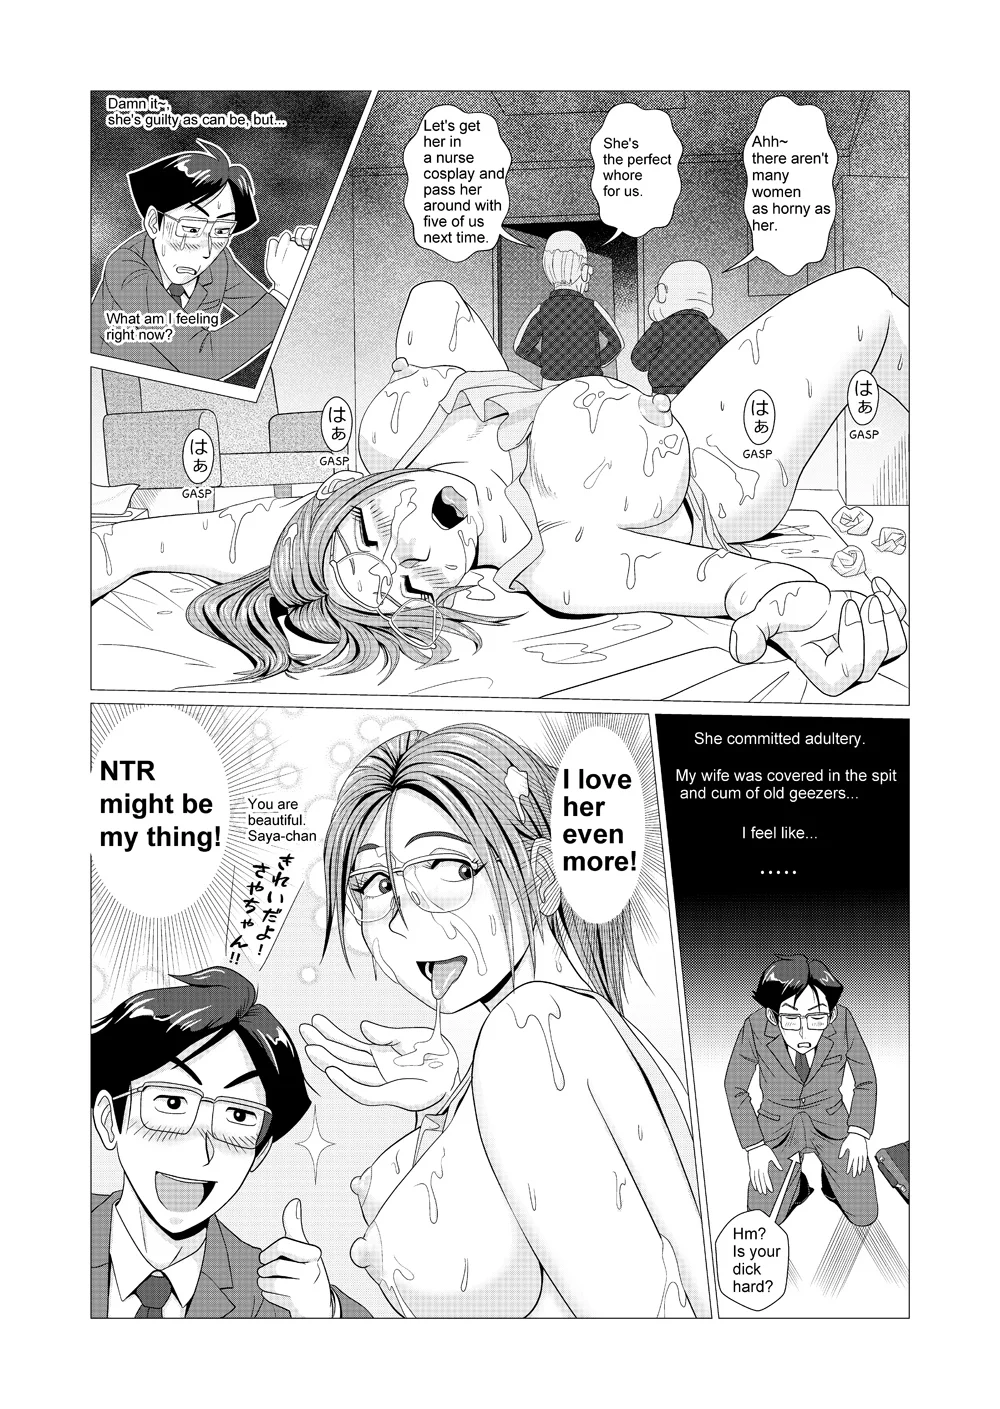 Damn it~,
she's guilty as can be, but...
What am I feeling
right now?
Ahh~
there aren't
many
women
as horny as
her.
She's
the perfect
whore
for us.
Let's get
her in
a nurse
cosplay and
pass her
around with
five of us
next time.
はぁ
GASP
はぁ
GASP
はぁ
GASP
はぁ
GASP
She committed adultery.
My wife was covered in the spit
and cum of old geezers...
I feel like...
.....
Hm?
Is your
dick
hard?
I love
her
even
more!
NTR
might be
my thing!
You are
beautiful.
Saya-chan
きれいだよ!
さやちゃん!!